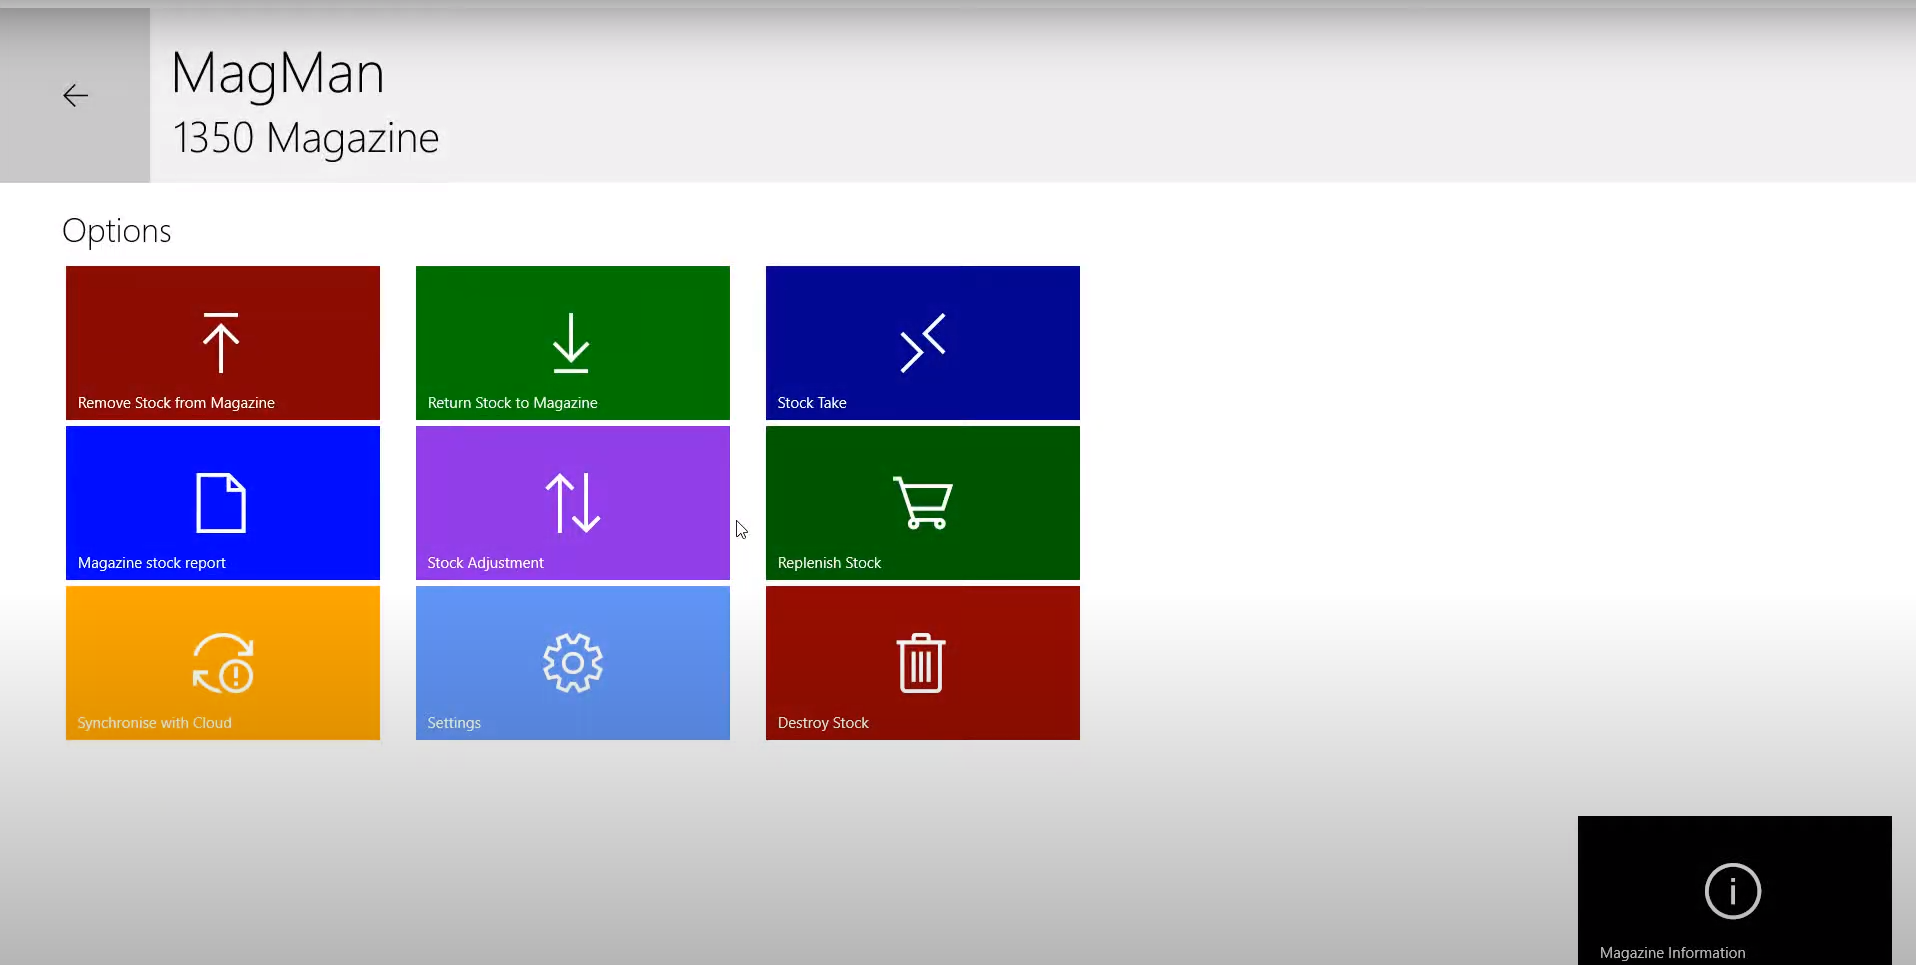 MagMan
1350 Magazine
Options
Remove Stock from Magazine
Return Stock to Magazine
Stock Take
Magazine stock report
Stock Adjustment
Replenish Stock
Synchronise with Cloud
Settings
Destroy Stock
Magazine Information